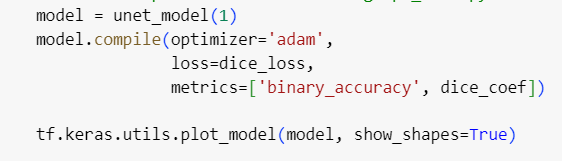 model = unet_model(1)
model.compile(optimizer='adam',
              loss=dice_loss,
              metrics=['binary_accuracy', dice_coef])
tf.keras.utils.plot_model(model, show_shapes=True)